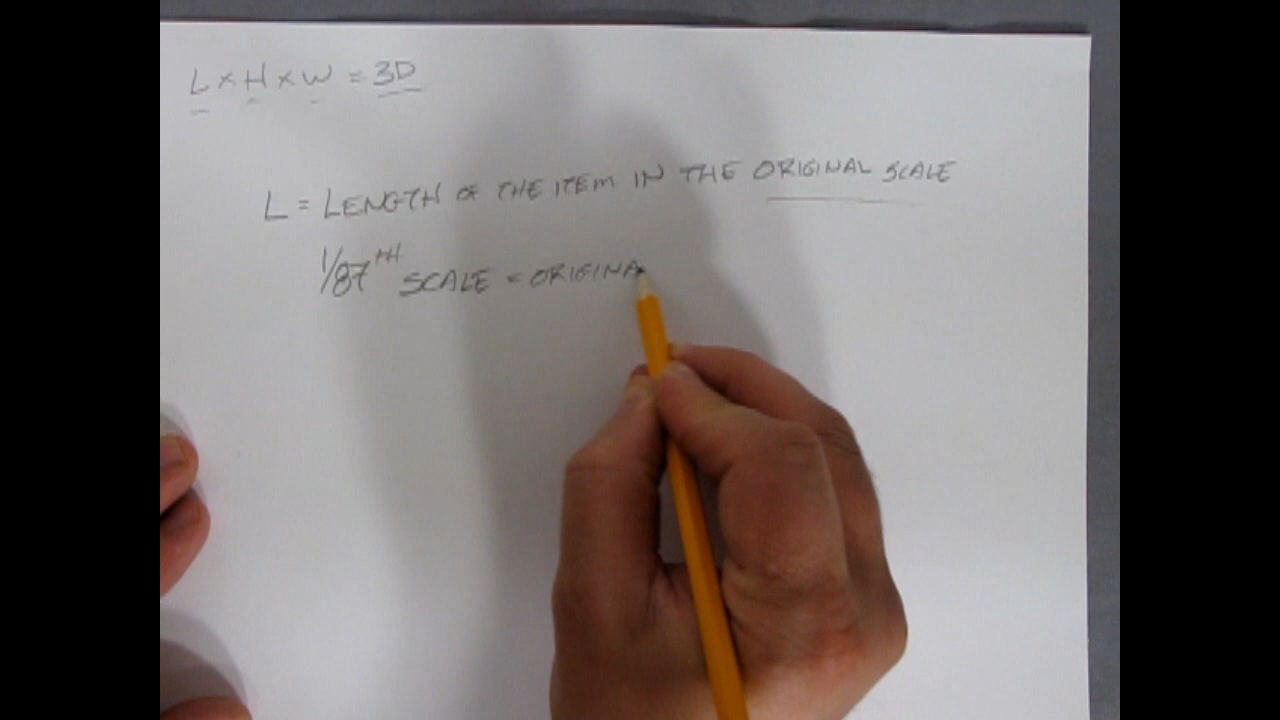 L × H × W = 3D
L = LENGTH OF THE ITEM IN THE ORIGINAL SCALE
1/87TH SCALE = ORIGINA